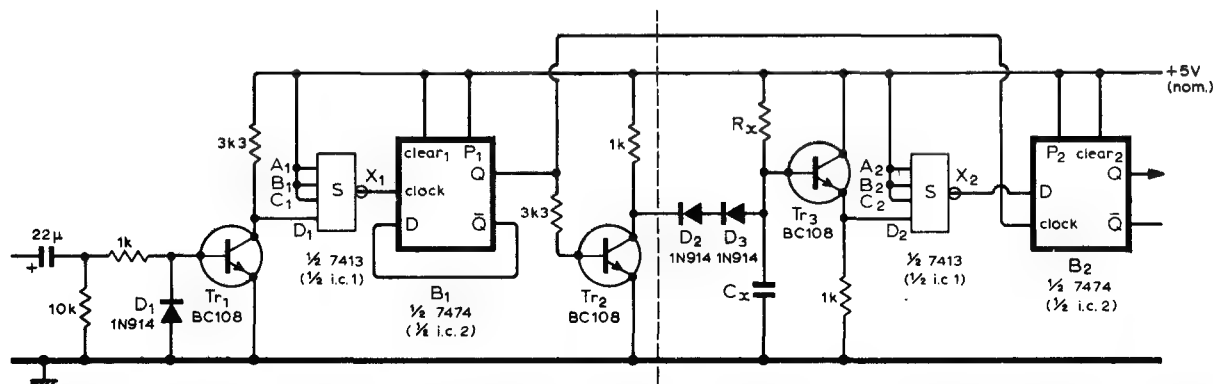 +5V
(nom.)
3k3
A₁
B₁
C₁
S
X₁
D₁
½ 7413
(½ i.c.1)
clear₁
P₁
clock
Q
D
Q̄
B₁
½ 7474
(½ i.c.2)
22μ
+
1k
10k
D₁
1N914
Tr₁
BC108
3k3
1k
Tr₂
BC108
D₂
1N914
D₃
1N914
Rx
Cx
Tr₃
BC108
1k
A₂
B₂
C₂
S
X₂
D₂
½ 7413
(½ i.c.1)
P₂
clear₂
Q
D
clock
Q̄
B₂
½ 7474
(½ i.c.2)